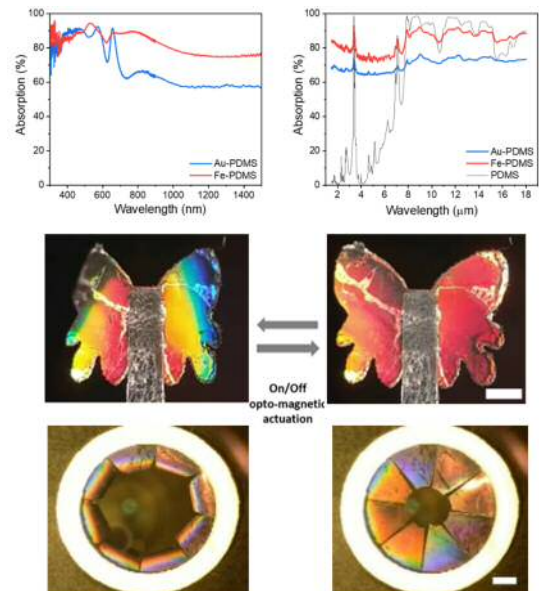 100
80
60
40
20
0
Absorption (%)
Au-PDMS
Fe-PDMS
400 600 800 1000 1200 1400
Wavelength (nm)
100
80
60
40
20
0
Absorption (%)
Au-PDMS
Fe-PDMS
PDMS
2 4 6 8 10 12 14 16 18
Wavelength (μm)
On/Off
opto-magnetic
actuation